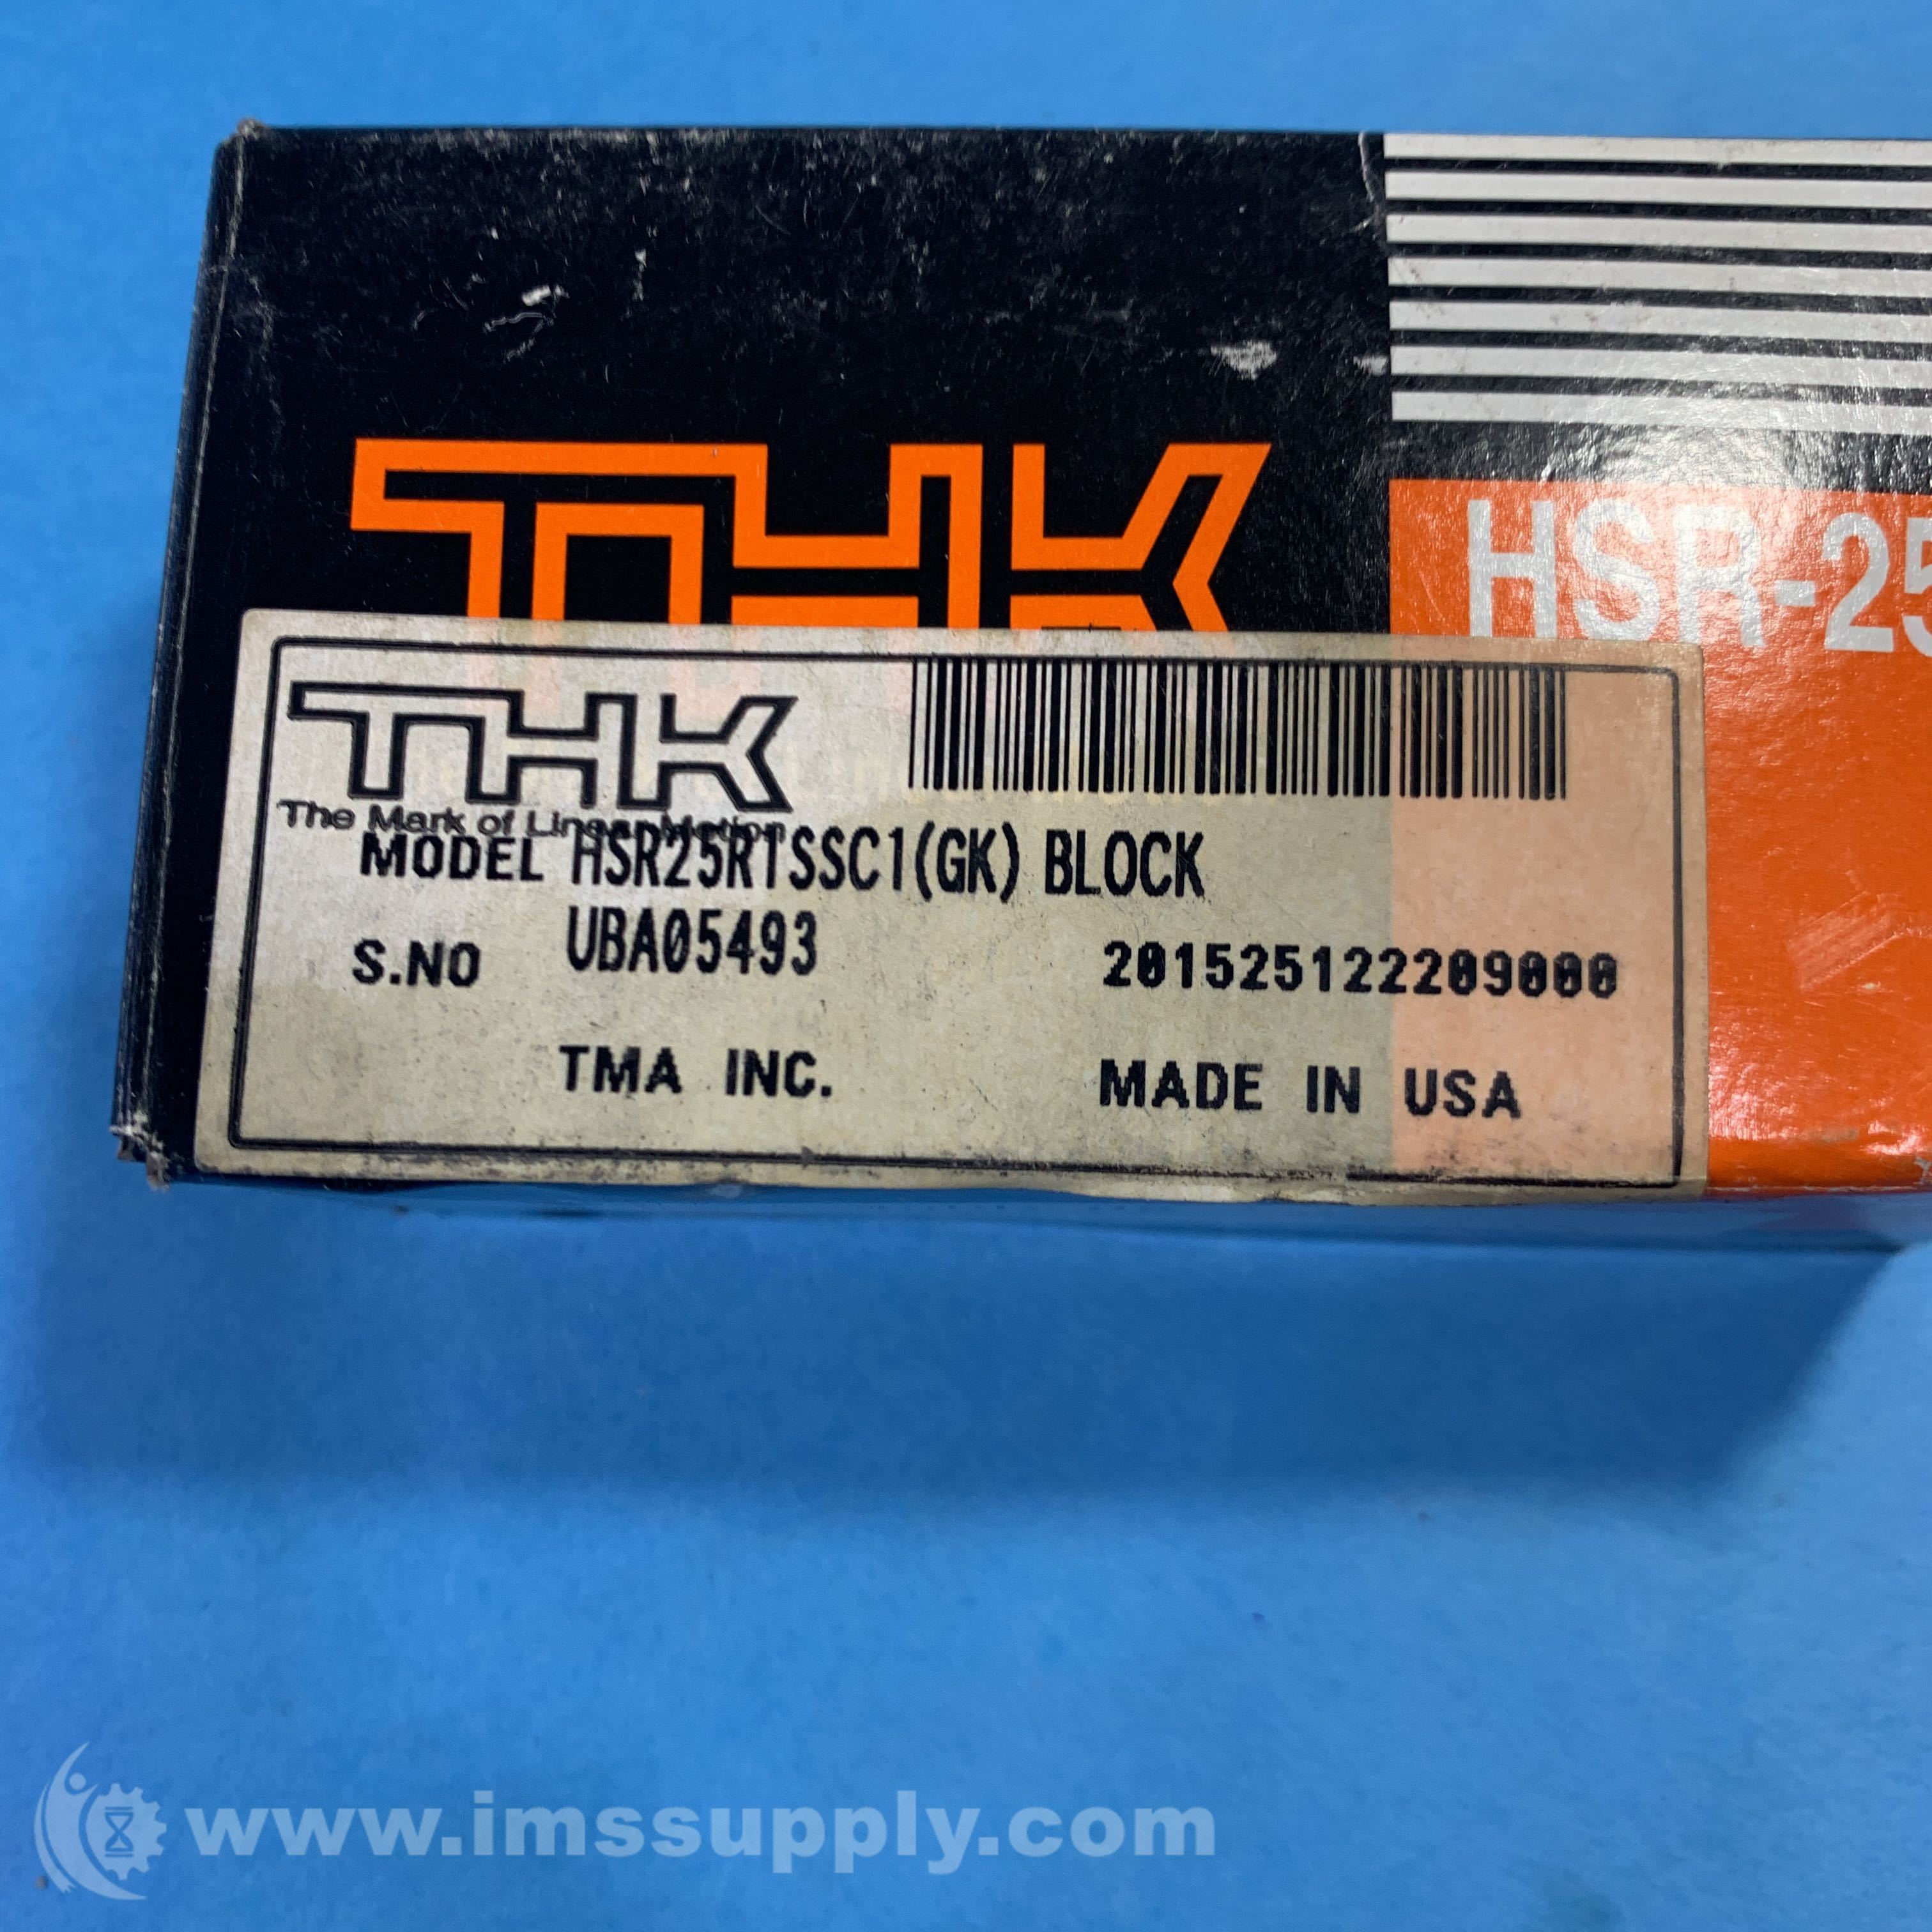 THK
HSR-25
THK
The Mark of Linear Motion
MODEL HSR25R1SSC1(GK) BLOCK
S.NO UBA05493 201525122209000
TMA INC. MADE IN USA
www.imssupply.com